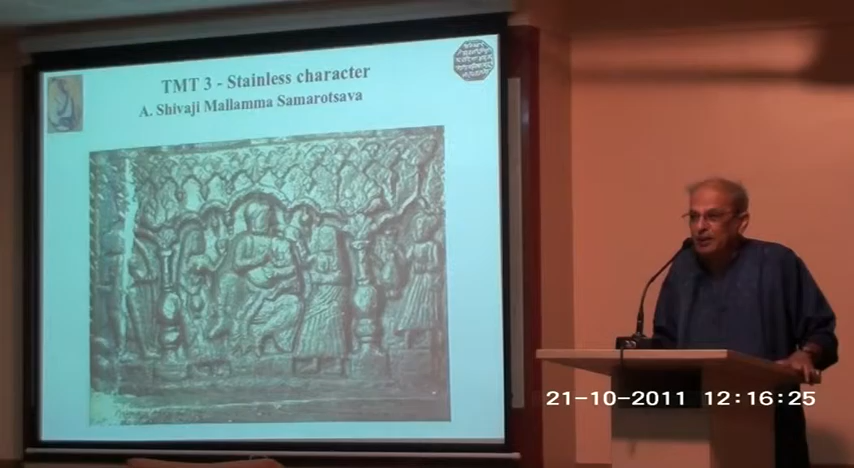 TMT 3 - Stainless character
A. Shivaji Mallamma Samarotsava
21-10-2011 12:16:25